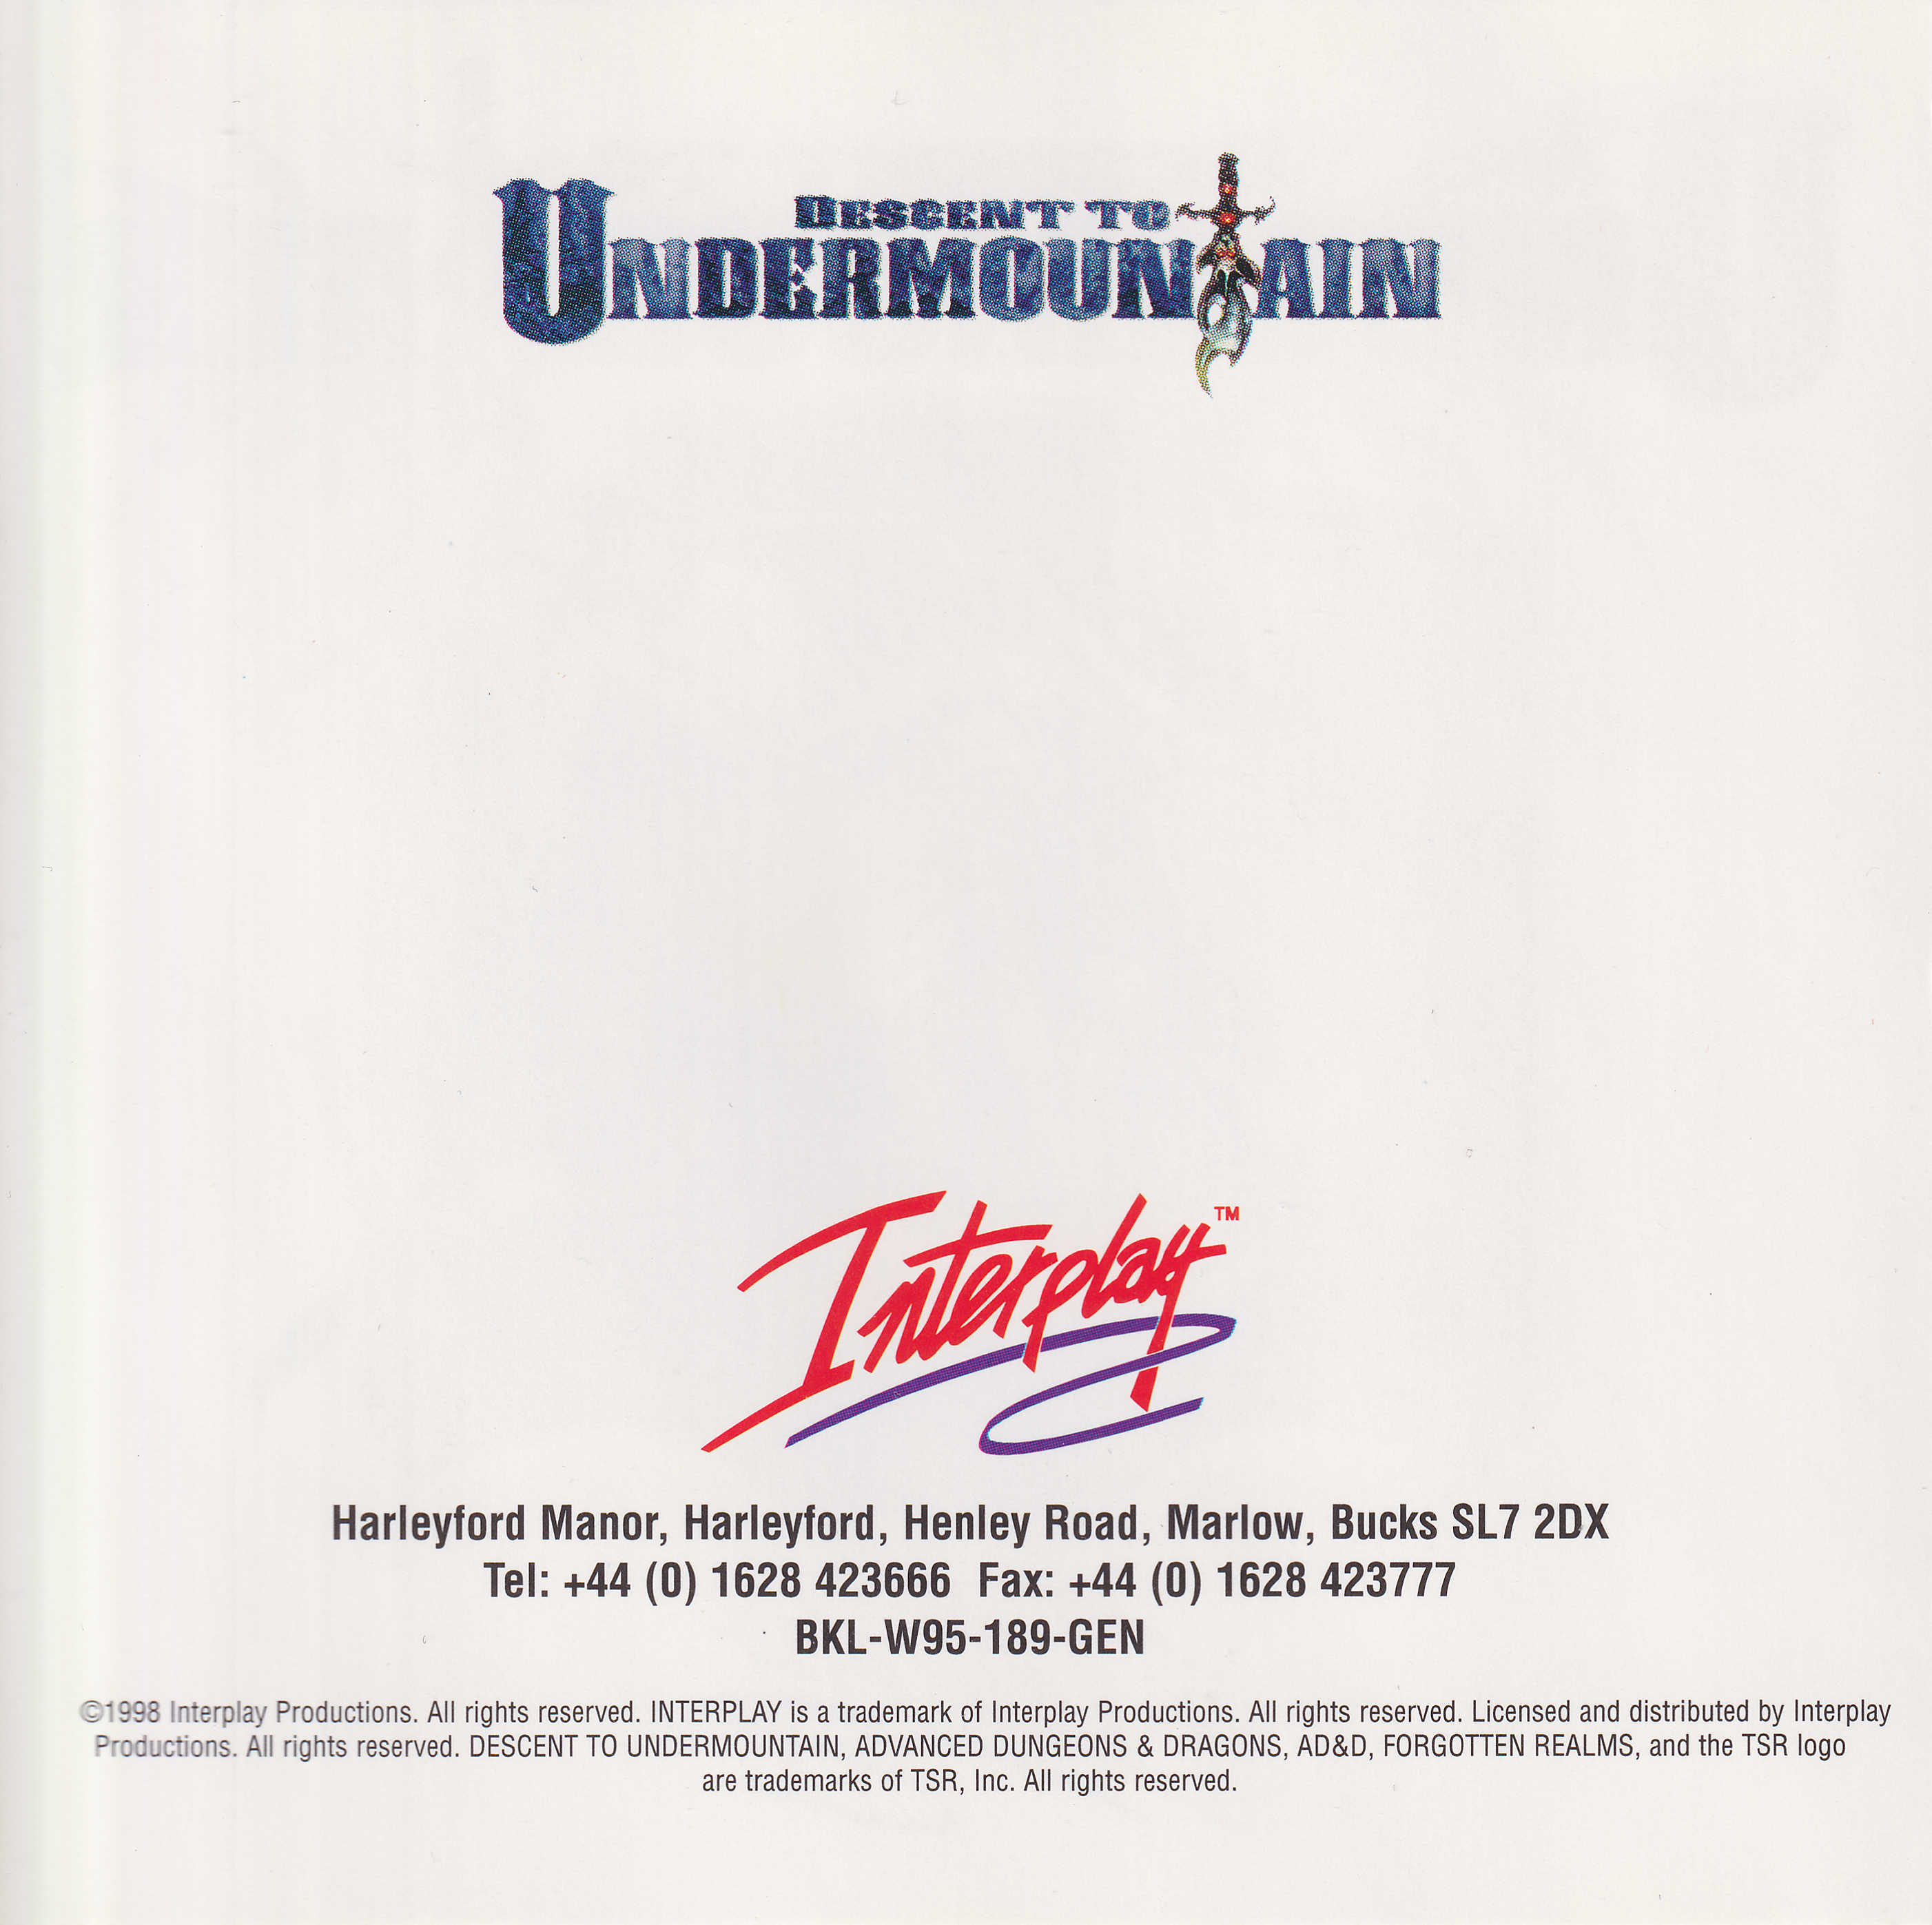 DESCENT TO
UNDERMOUNTAIN
Interplay™
Harleyford Manor, Harleyford, Henley Road, Marlow, Bucks SL7 2DX
Tel: +44 (0) 1628 423666 Fax: +44 (0) 1628 423777
BKL-W95-189-GEN
©1998 Interplay Productions. All rights reserved. INTERPLAY is a trademark of Interplay Productions. All rights reserved. Licensed and distributed by Interplay
Productions. All rights reserved. DESCENT TO UNDERMOUNTAIN, ADVANCED DUNGEONS & DRAGONS, AD&D, FORGOTTEN REALMS, and the TSR logo
are trademarks of TSR, Inc. All rights reserved.